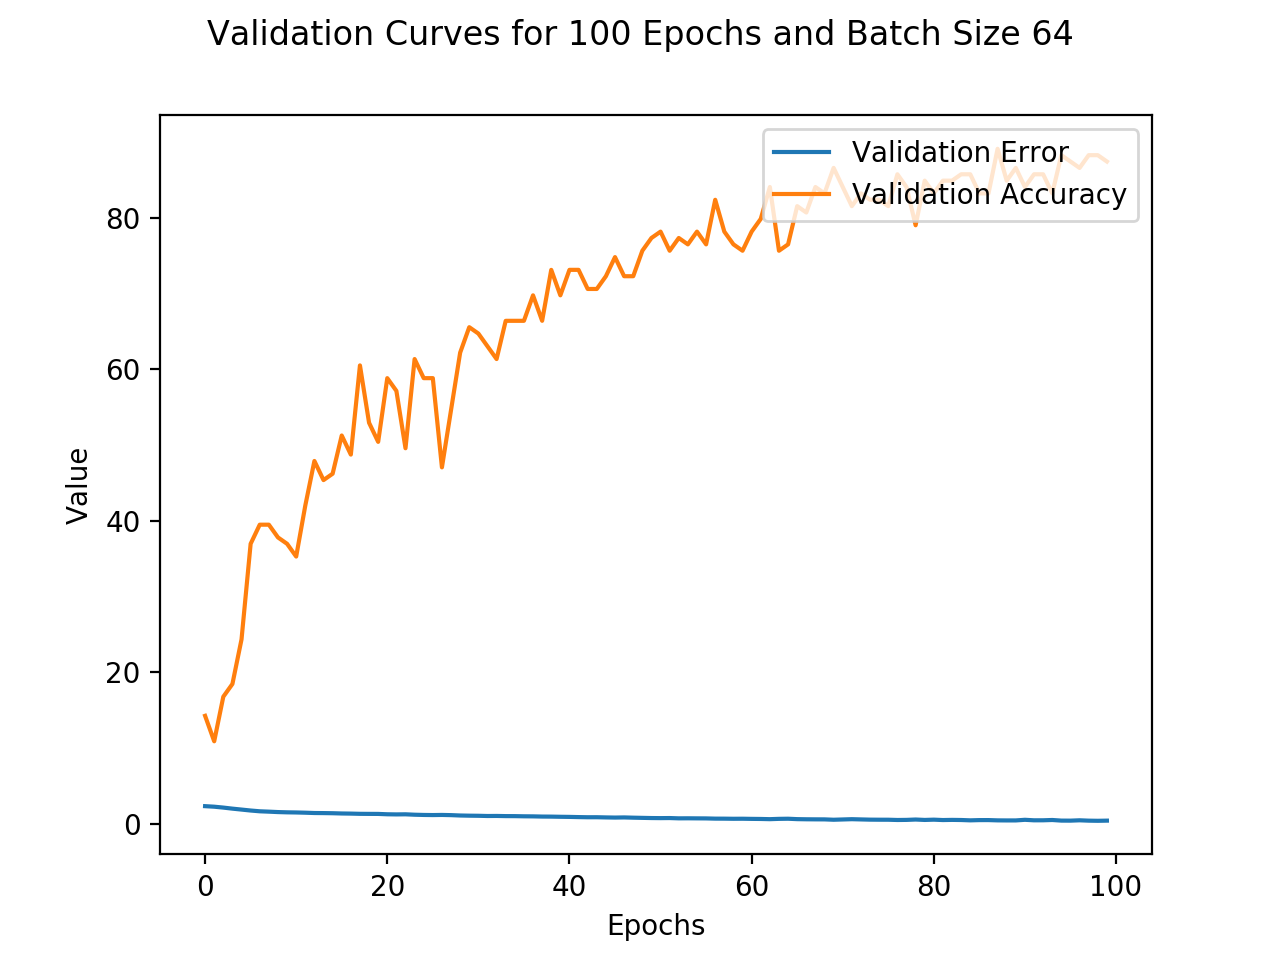 Validation Curves for 100 Epochs and Batch Size 64
Validation Error
Validation Accuracy
80
60
40
20
0
Value
0 20 40 60 80 100
Epochs